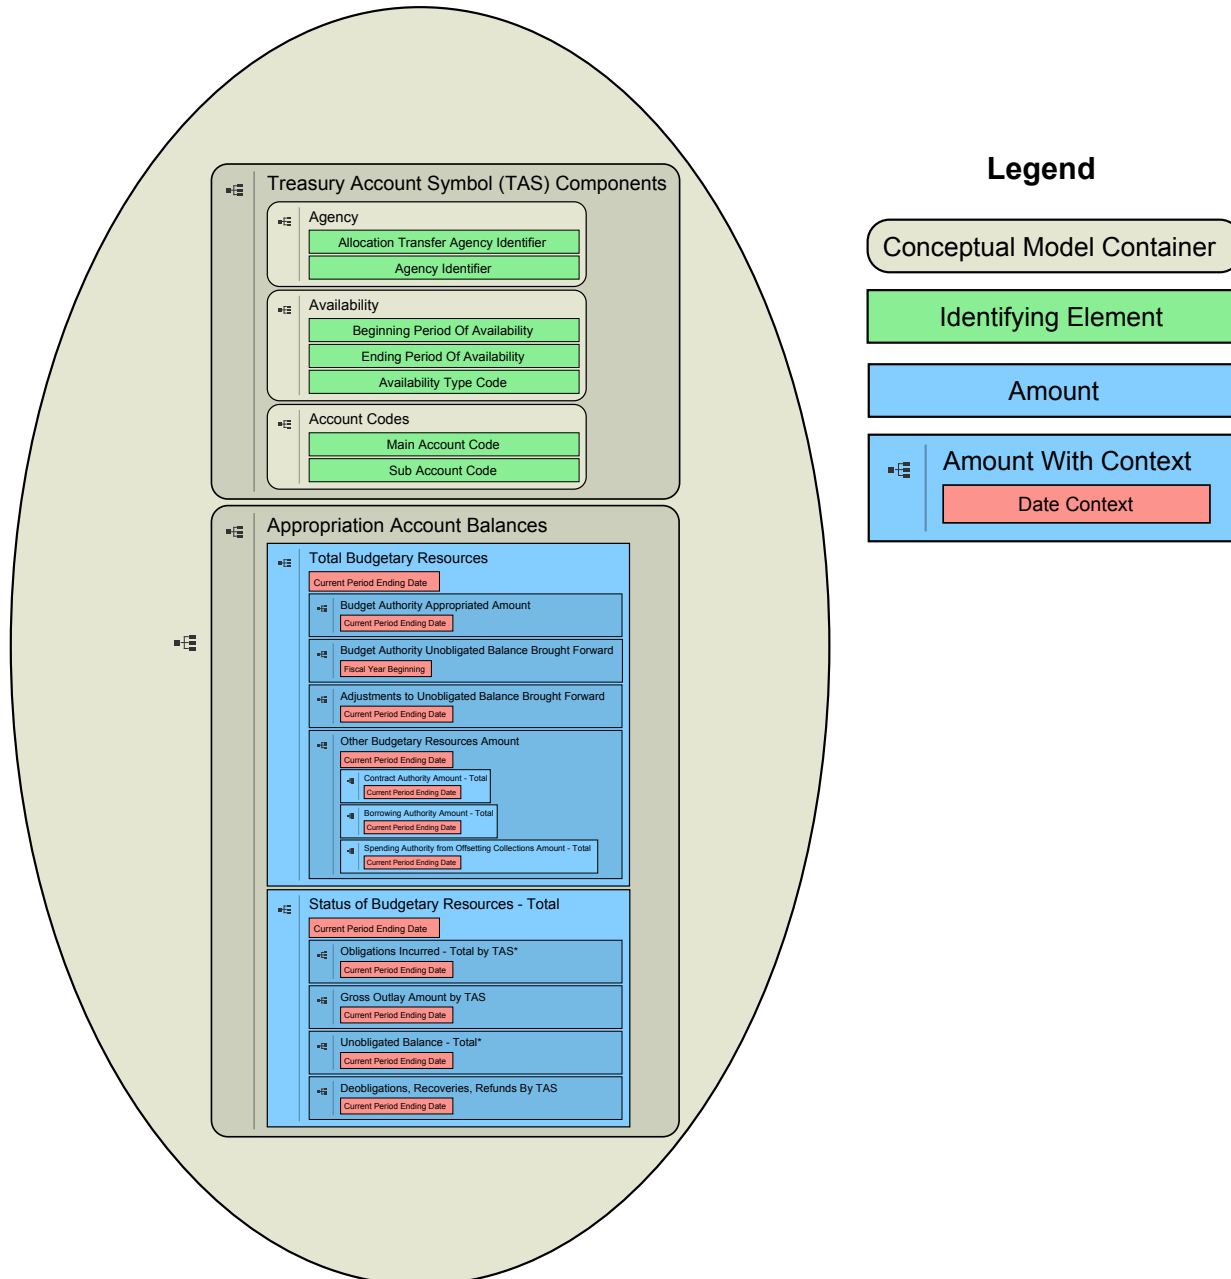 Treasury Account Symbol (TAS) Components
Agency
Allocation Transfer Agency Identifier
Agency Identifier
Availability
Beginning Period Of Availability
Ending Period Of Availability
Availability Type Code
Account Codes
Main Account Code
Sub Account Code
Appropriation Account Balances
Total Budgetary Resources
Current Period Ending Date
Budget Authority Appropriated Amount
Current Period Ending Date
Budget Authority Unobligated Balance Brought Forward
Fiscal Year Beginning
Adjustments to Unobligated Balance Brought Forward
Current Period Ending Date
Other Budgetary Resources Amount
Current Period Ending Date
Contract Authority Amount - Total
Current Period Ending Date
Borrowing Authority Amount - Total
Current Period Ending Date
Spending Authority from Offsetting Collections Amount - Total
Current Period Ending Date
Status of Budgetary Resources - Total
Current Period Ending Date
Obligations Incurred - Total by TAS*
Current Period Ending Date
Gross Outlay Amount by TAS
Current Period Ending Date
Unobligated Balance - Total*
Current Period Ending Date
Deobligations, Recoveries, Refunds By TAS
Current Period Ending Date
Legend
Conceptual Model Container
Identifying Element
Amount
Amount With Context
Date Context